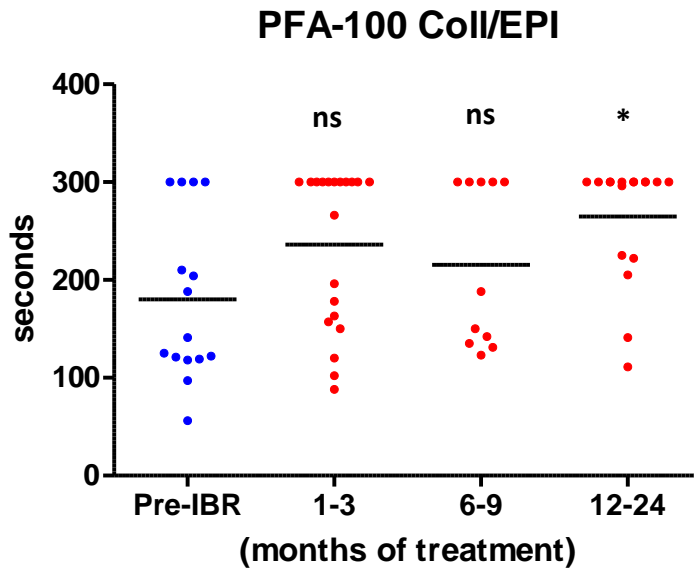 PFA-100 Coll/EPI
400
300
200
100
0
seconds
ns
ns
*
Pre-IBR
1-3
6-9
12-24
(months of treatment)